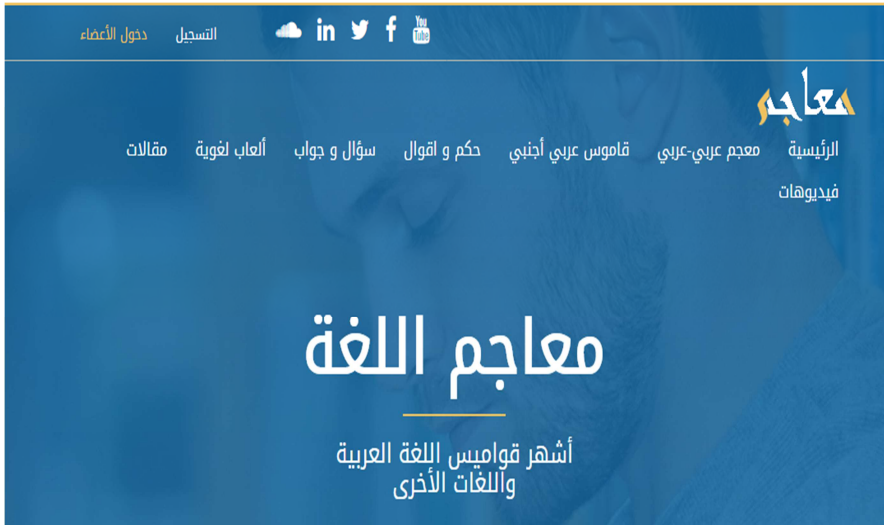 التسجيل دخول الأعضاء
You Tube
معاجم
الرئيسية معجم عربي-عربي قاموس عربي أجنبي حكم و اقوال سؤال و جواب ألعاب لغوية مقالات
فيديوهات
معاجم اللغة
أشهر قواميس اللغة العربية
واللغات الأخرى